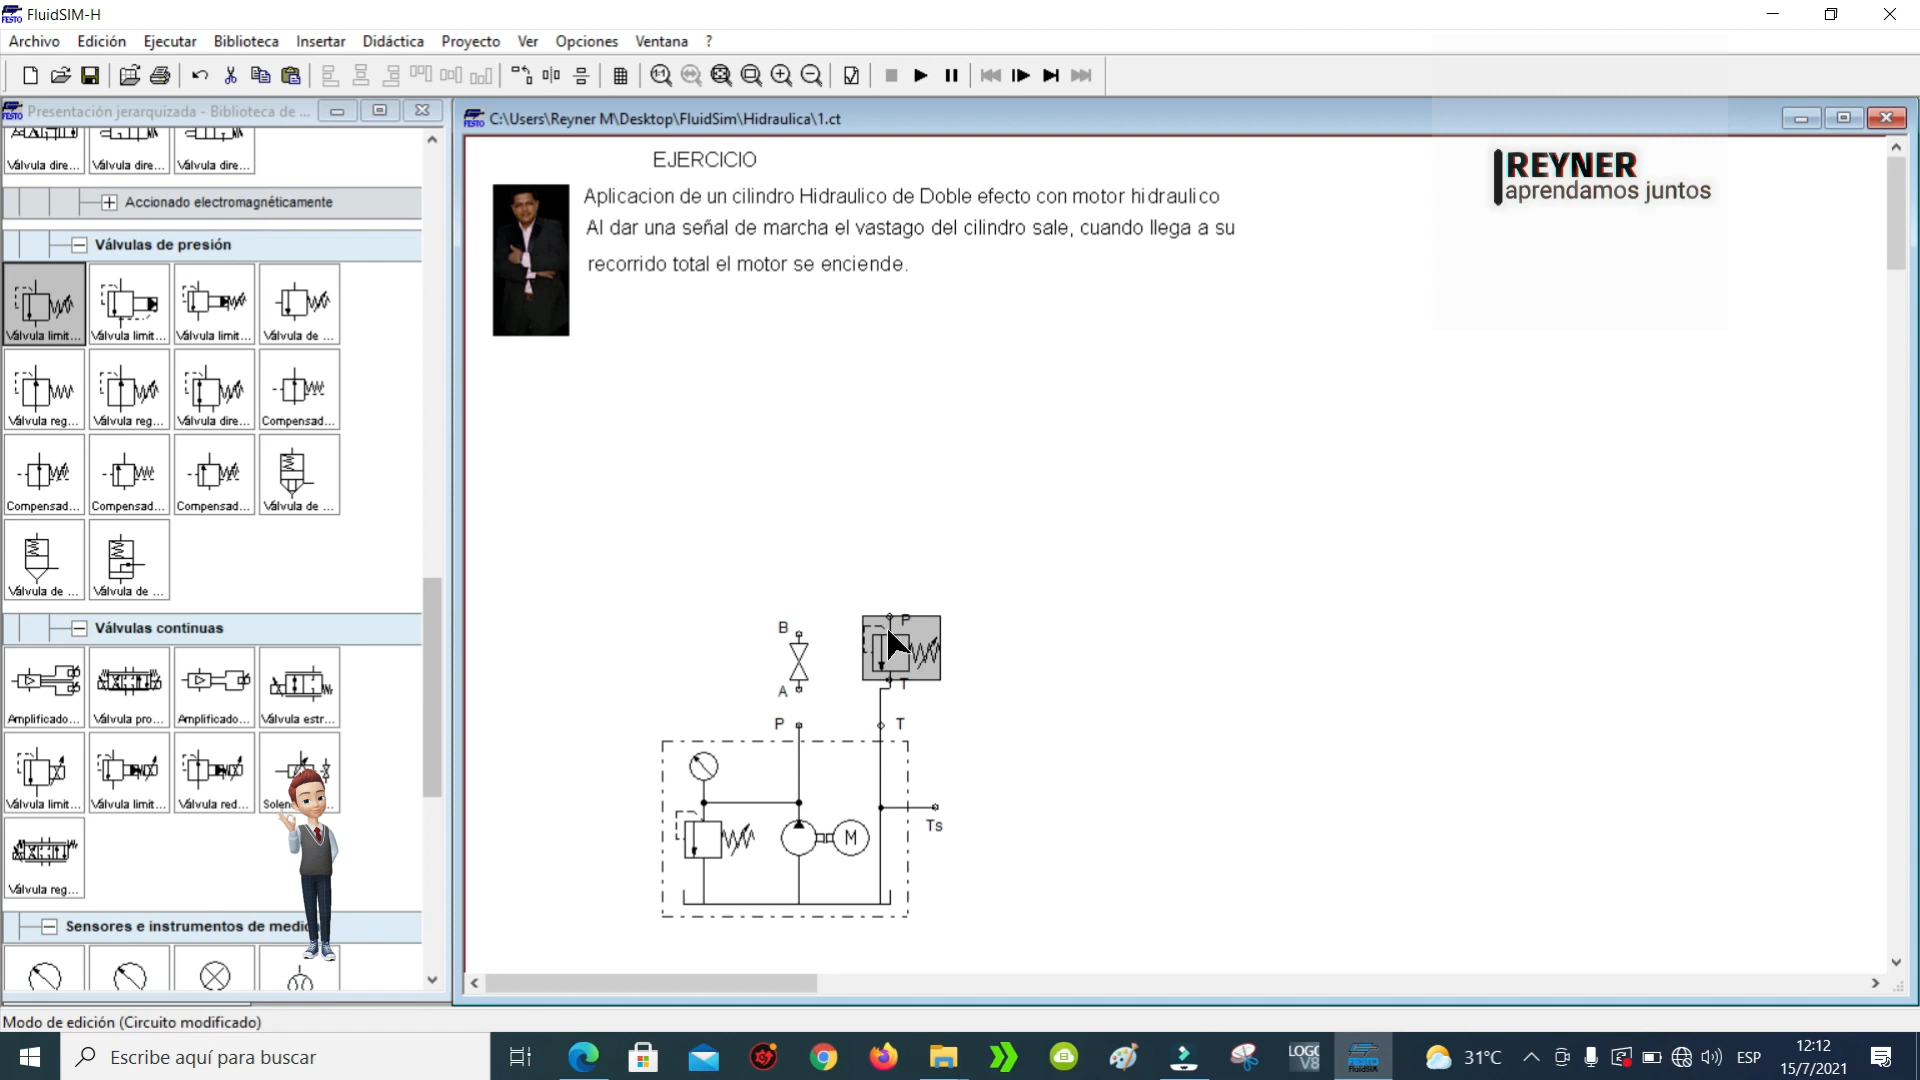 FluidSIM-H
Archivo Edición Ejecutar Biblioteca Insertar Didáctica Proyecto Ver Opciones Ventana ?
Presentación jerarquizada - Biblioteca de ...
C:\Users\Reyner M\Desktop\FluidSim\Hidraulica\1.ct
Válvula dire... Válvula dire... Válvula dire...
Accionado electromagnéticamente
Válvulas de presión
Válvula limit... Válvula limit... Válvula limit... Válvula de ...
Válvula reg... Válvula reg... Válvula dire... Compensad...
Compensad... Compensad... Compensad... Válvula de ...
Válvula de ... Válvula de ...
Válvulas continuas
Amplificado... Válvula pro... Amplificado... Válvula estr...
Válvula limit... Válvula limit... Válvula red...
Válvula reg...
Sensores e instrumentos de
EJERCICIO
Aplicacion de un cilindro Hidraulico de Doble efecto con motor hidraulico
Al dar una señal de marcha el vastago del cilindro sale, cuando llega a su
recorrido total el motor se enciende.
REYNER
aprendamos juntos
B
P
A
T
P
T
M
Ts
Modo de edición (Circuito modificado)
Escribe aquí para buscar
LOGO
V8
FESTO
FluidSIM
31°C
ESP
12:12
15/7/2021